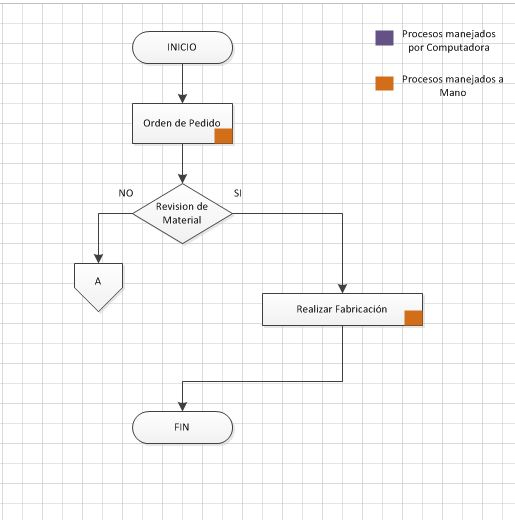 INICIO
Procesos manejados
por Computadora
Procesos manejados a
Mano
Orden de Pedido
NO
SI
Revision de
Material
A
Realizar Fabricación
FIN